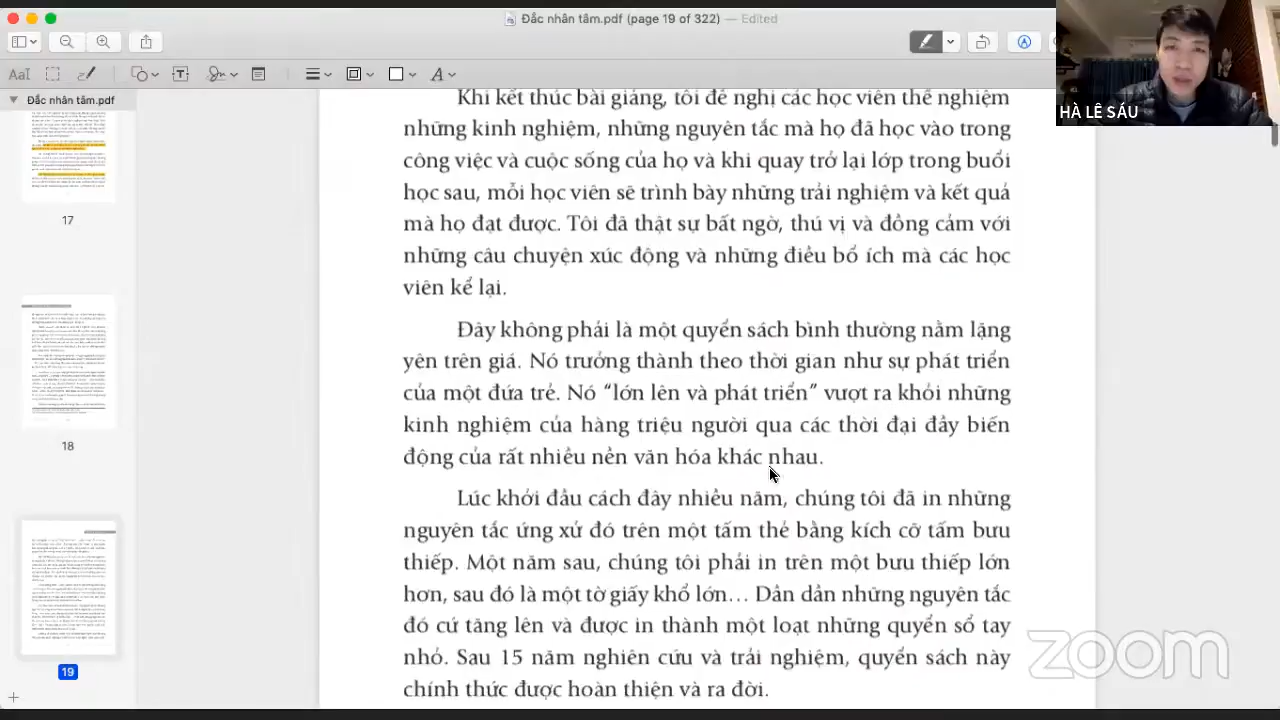 Đắc nhân tâm.pdf (page 19 of 322) — Edited
HÀ LÊ SÁU
Đắc nhân tâm.pdf
17
18
19
Khi kết thúc bài giảng, tôi đề nghị các học viên thể nghiệm
những kinh nghiệm, những nguyên tắc mà họ đã học vào trong
công việc và cuộc sống của họ và khi quay trở lại lớp trong buổi
học sau, mỗi học viên sẽ trình bày những trải nghiệm và kết quả
mà họ đạt được. Tôi đã thật sự bất ngờ, thú vị và đồng cảm với
những câu chuyện xúc động và những điều bổ ích mà các học
viên kể lại.
Đây không phải là một quyển sách bình thường nằm lặng
yên trên giá. Nó trưởng thành theo thời gian như sự phát triển
của một đứa trẻ. Nó “lớn lên và phát triển” vượt ra khỏi những
kinh nghiệm của hàng triệu người qua các thời đại đầy biến
động của rất nhiều nền văn hóa khác nhau.
Lúc khởi đầu cách đây nhiều năm, chúng tôi đã in những
nguyên tắc ứng xử đó trên một tấm thẻ bằng kích cỡ tấm bưu
thiếp. Một năm sau, chúng tôi phải in trên một bưu thiếp lớn
hơn, sau đó là một tờ giấy khổ lớn… Dần dần những nguyên tắc
đó cứ tăng lên và được in thành một loạt những quyển sổ tay
nhỏ. Sau 15 năm nghiên cứu và trải nghiệm, quyển sách này
chính thức được hoàn thiện và ra đời.
zoom